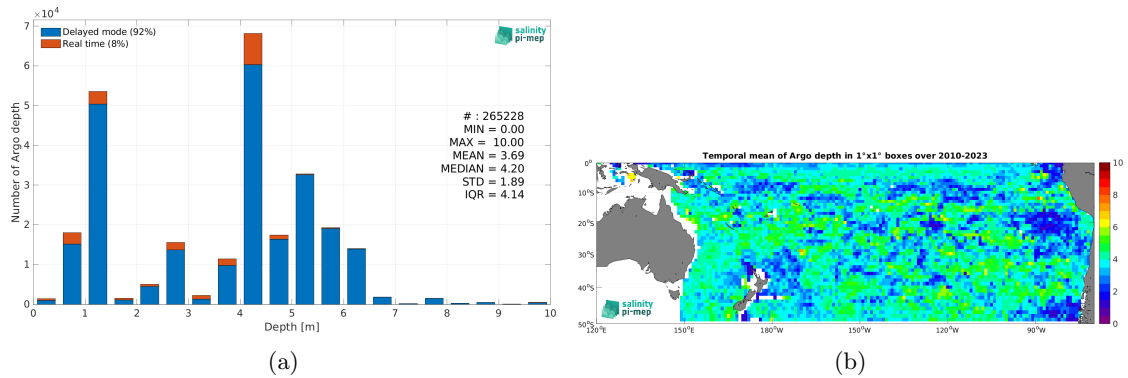 ×10⁴
7
6
5
4
3
2
1
0
Number of Argo depth
Delayed mode (92%)
Real time (8%)
salinity
pi-mep
# : 265228
MIN = 0.00
MAX = 10.00
MEAN = 3.69
MEDIAN = 4.20
STD = 1.89
IQR = 4.14
0 1 2 3 4 5 6 7 8 9 10
Depth [m]
(a)
Temporal mean of Argo depth in 1°x1° boxes over 2010-2023
0°
10°S
20°S
30°S
40°S
50°S
salinity
pi-mep
120°W 150°W 180°W 150°W 120°W 90°W
10
8
6
4
2
0
(b)